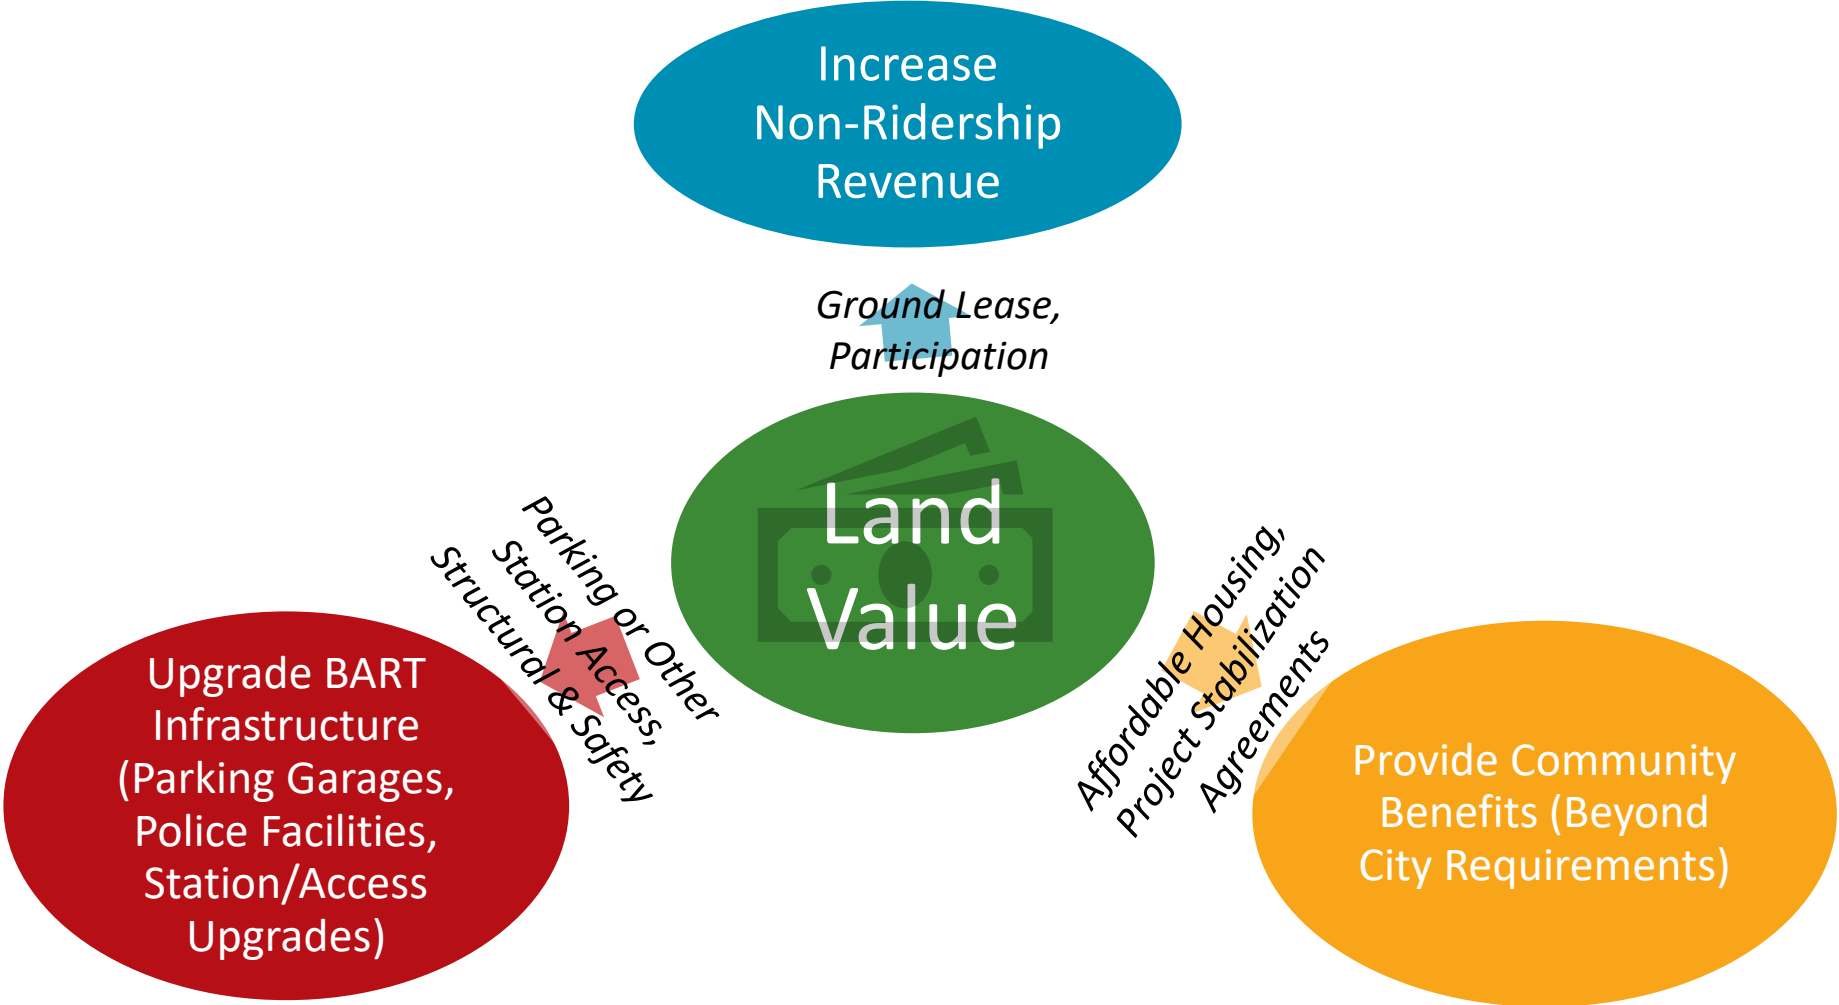 Increase
Non-Ridership
Revenue
Ground Lease,
Participation
Land
Value
Parking or Other
Station Access,
Structural & Safety
Affordable Housing,
Project Stabilization
Agreements
Upgrade BART
Infrastructure
(Parking Garages,
Police Facilities,
Station/Access
Upgrades)
Provide Community
Benefits (Beyond
City Requirements)